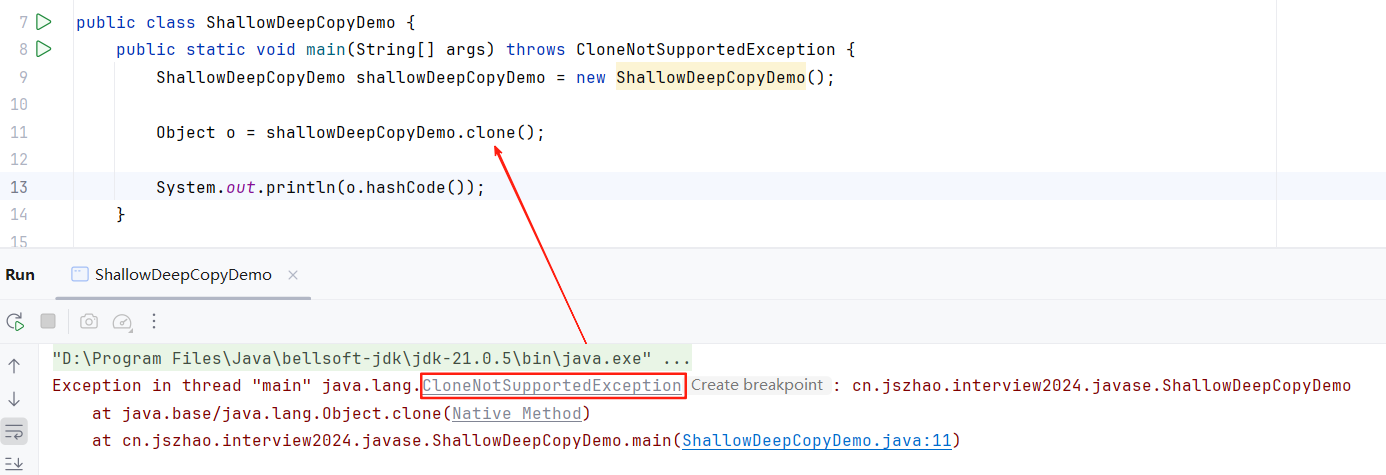 7 public class ShallowDeepCopyDemo {
8 public static void main(String[] args) throws CloneNotSupportedException {
9 ShallowDeepCopyDemo shallowDeepCopyDemo = new ShallowDeepCopyDemo();
10
11 Object o = shallowDeepCopyDemo.clone();
12
13 System.out.println(o.hashCode());
14 }
15
Run ShallowDeepCopyDemo
"D:\Program Files\Java\bellsoft-jdk\jdk-21.0.5\bin\java.exe" ...
Exception in thread "main" java.lang.CloneNotSupportedException Create breakpoint : cn.jszhao.interview2024.javase.ShallowDeepCopyDemo
at java.base/java.lang.Object.clone(Native Method)
at cn.jszhao.interview2024.javase.ShallowDeepCopyDemo.main(ShallowDeepCopyDemo.java:11)